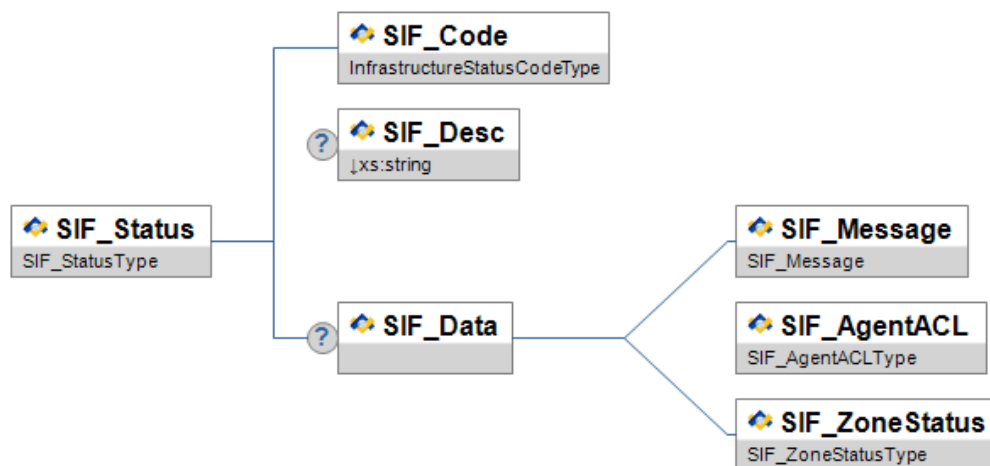 SIF_Code
InfrastructureStatusCodeType
?
SIF_Desc
↓xs:string
SIF_Status
SIF_StatusType
?
SIF_Data
SIF_Message
SIF_Message
SIF_AgentACL
SIF_AgentACLType
SIF_ZoneStatus
SIF_ZoneStatusType